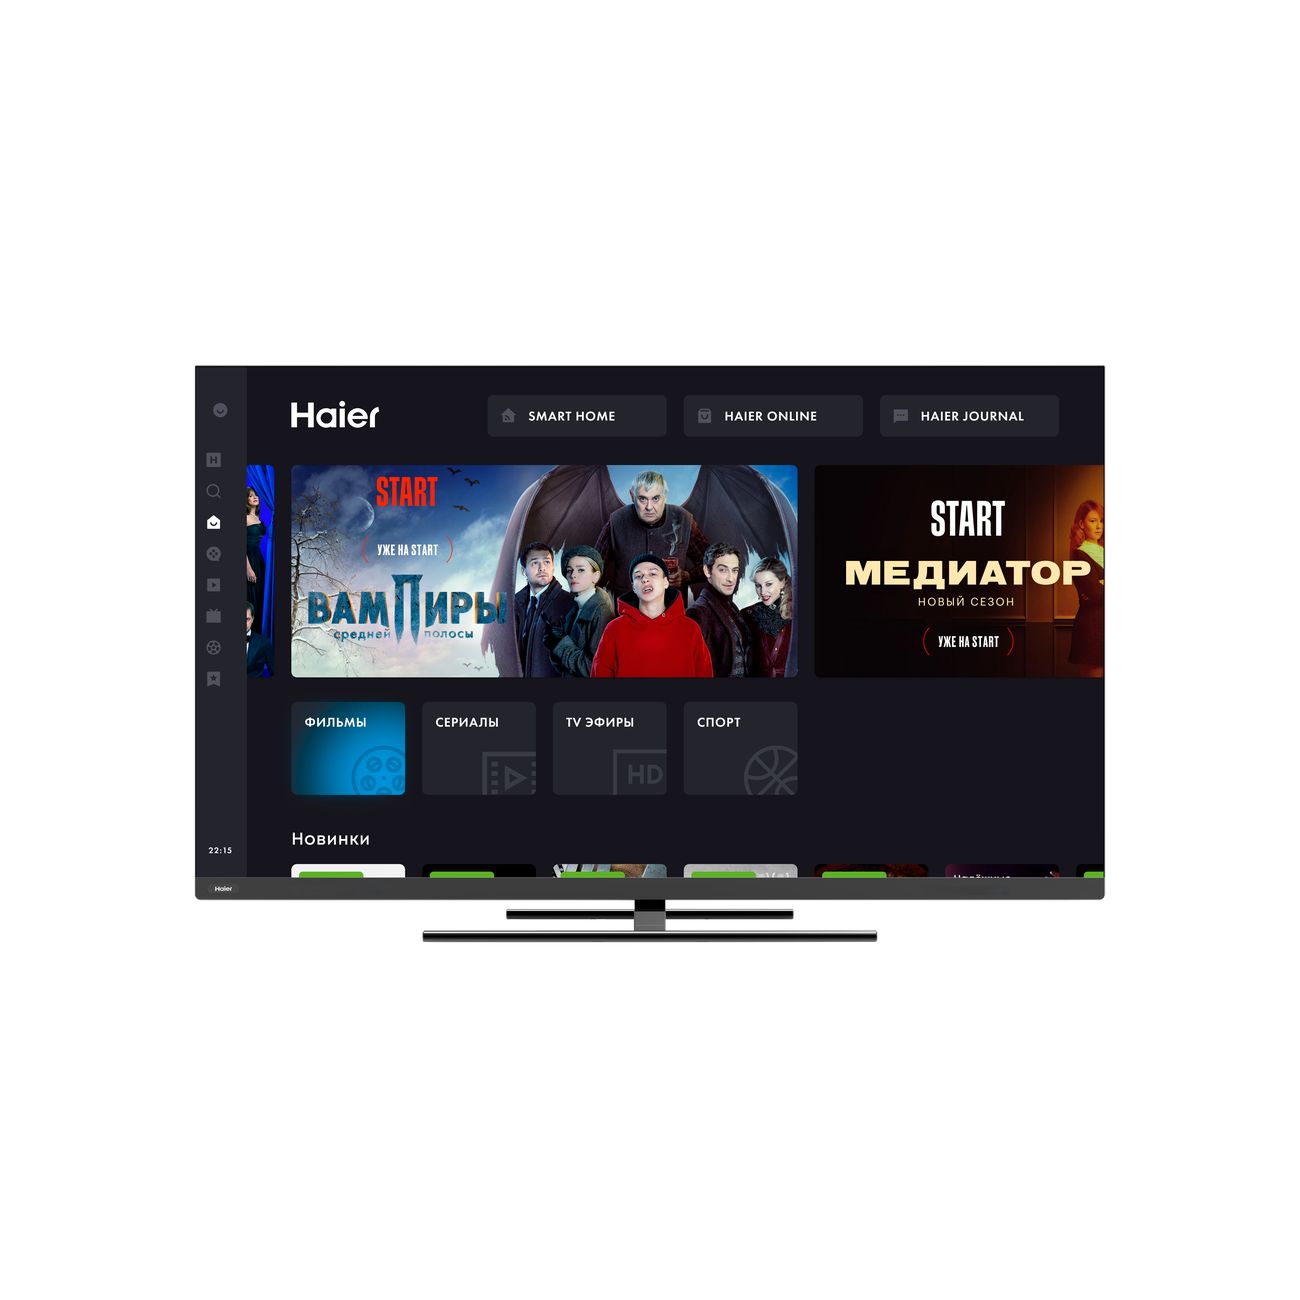 Haier
SMART HOME
HAIER ONLINE
HAIER JOURNAL
START
УЖЕ НА START
ВАМПИРЫ
средней полосы
START
МЕДИАТОР
НОВЫЙ СЕЗОН
УЖЕ НА START
ФИЛЬМЫ
СЕРИАЛЫ
TV ЭФИРЫ
HD
СПОРТ
Новинки
22:15
Haier